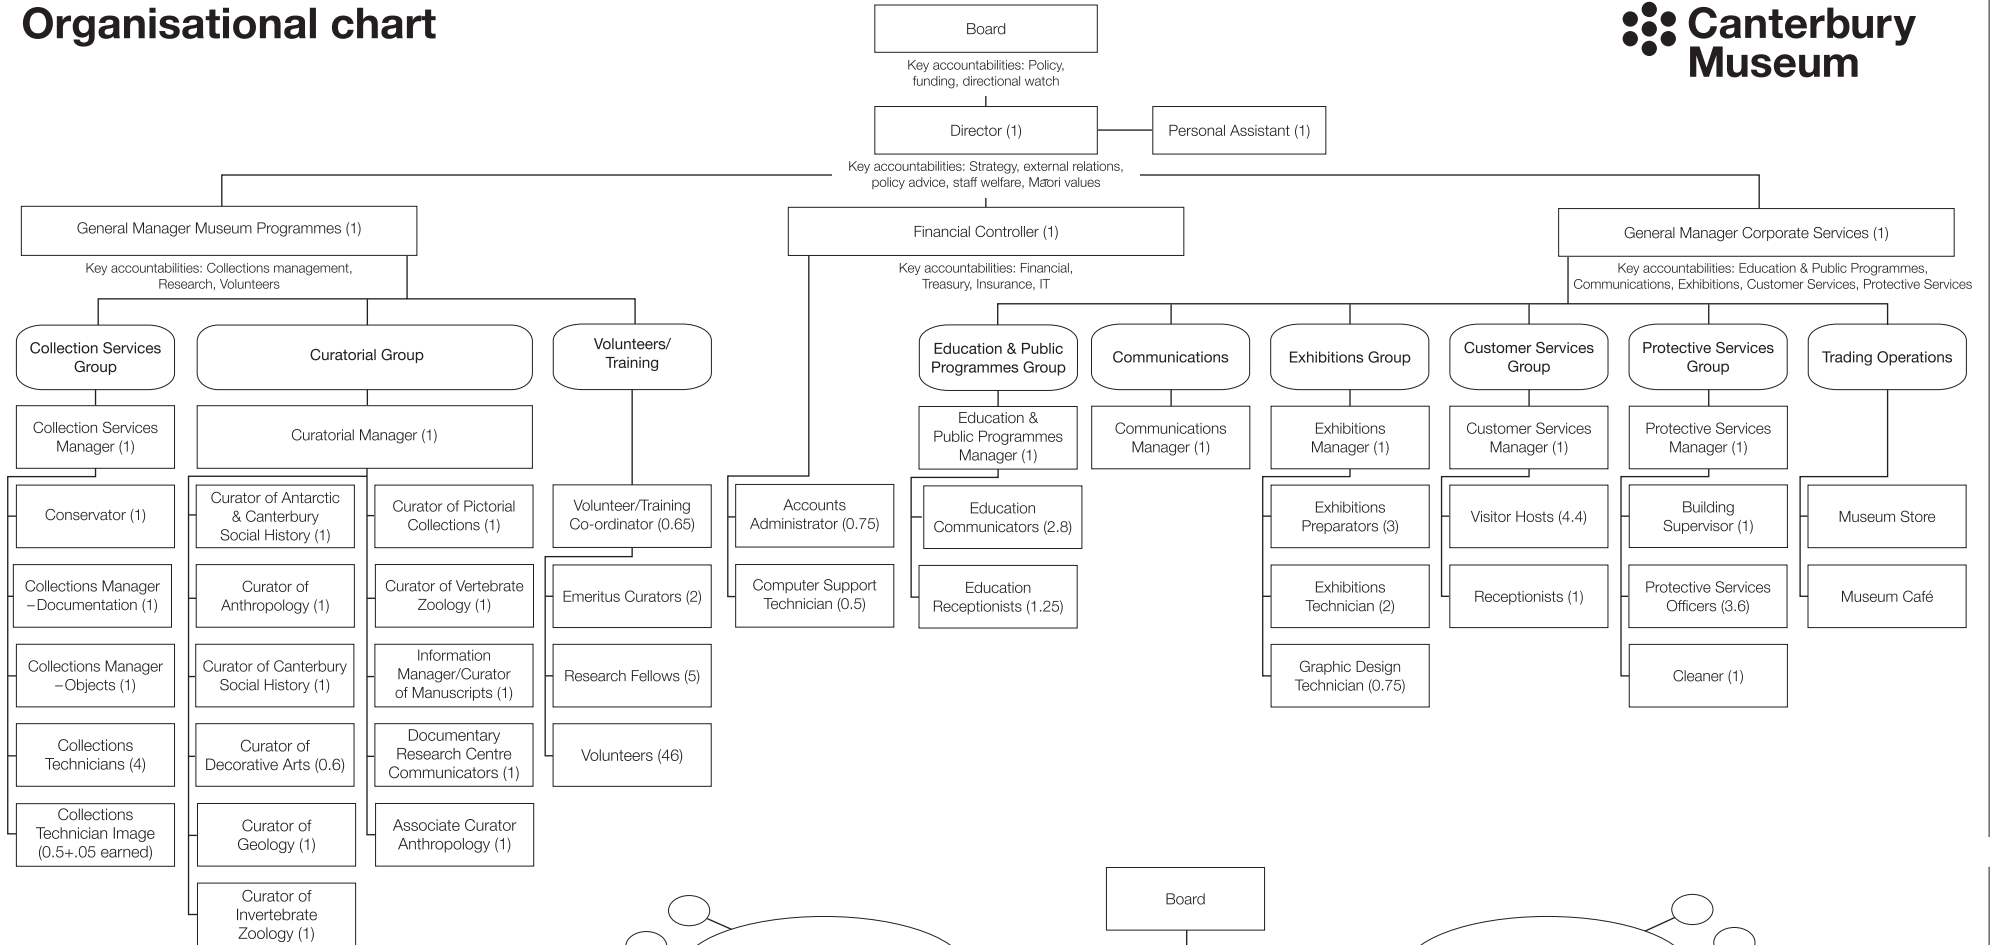 Organisational chart
Canterbury
Museum
Board
Key accountabilities: Policy,
funding, directional watch
Director (1)
Personal Assistant (1)
Key accountabilities: Strategy, external relations,
policy advice, staff welfare, Māori values
General Manager Museum Programmes (1)
Key accountabilities: Collections management,
Research, Volunteers
Financial Controller (1)
Key accountabilities: Financial,
Treasury, Insurance, IT
General Manager Corporate Services (1)
Key accountabilities: Education & Public Programmes,
Communications, Exhibitions, Customer Services, Protective Services
Collection Services
Group
Collection Services
Manager (1)
Conservator (1)
Collections Manager
–Documentation (1)
Collections Manager
–Objects (1)
Collections
Technicians (4)
Collections
Technician Image
(0.5+.05 earned)
Curatorial Group
Curatorial Manager (1)
Curator of Antarctic
& Canterbury
Social History (1)
Curator of
Anthropology (1)
Curator of Canterbury
Social History (1)
Curator of
Decorative Arts (0.6)
Curator of
Geology (1)
Curator of
Invertebrate
Zoology (1)
Curator of Pictorial
Collections (1)
Curator of Vertebrate
Zoology (1)
Information
Manager/Curator
of Manuscripts (1)
Documentary
Research Centre
Communicators (1)
Associate Curator
Anthropology (1)
Volunteers/
Training
Volunteer/Training
Co-ordinator (0.65)
Emeritus Curators (2)
Research Fellows (5)
Volunteers (46)
Accounts
Administrator (0.75)
Computer Support
Technician (0.5)
Education & Public
Programmes Group
Education &
Public Programmes
Manager (1)
Education
Communicators (2.8)
Education
Receptionists (1.25)
Communications
Communications
Manager (1)
Exhibitions Group
Exhibitions
Manager (1)
Exhibitions
Preparators (3)
Exhibitions
Technician (2)
Graphic Design
Technician (0.75)
Customer Services
Group
Customer Services
Manager (1)
Visitor Hosts (4.4)
Receptionists (1)
Protective Services
Group
Protective Services
Manager (1)
Building
Supervisor (1)
Protective Services
Officers (3.6)
Cleaner (1)
Trading Operations
Museum Store
Museum Café
Board